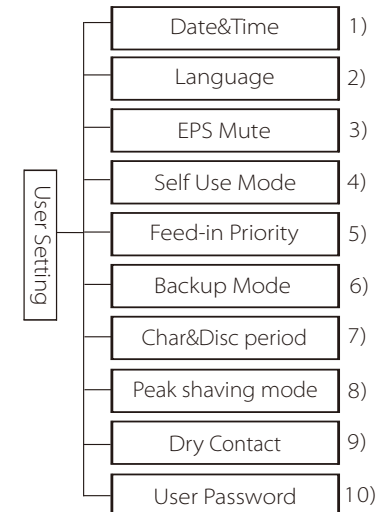 User Setting
Date&Time 1)
Language 2)
EPS Mute 3)
Self Use Mode 4)
Feed-in Priority 5)
Backup Mode 6)
Char&Disc period 7)
Peak shaving mode 8)
Dry Contact 9)
User Password 10)